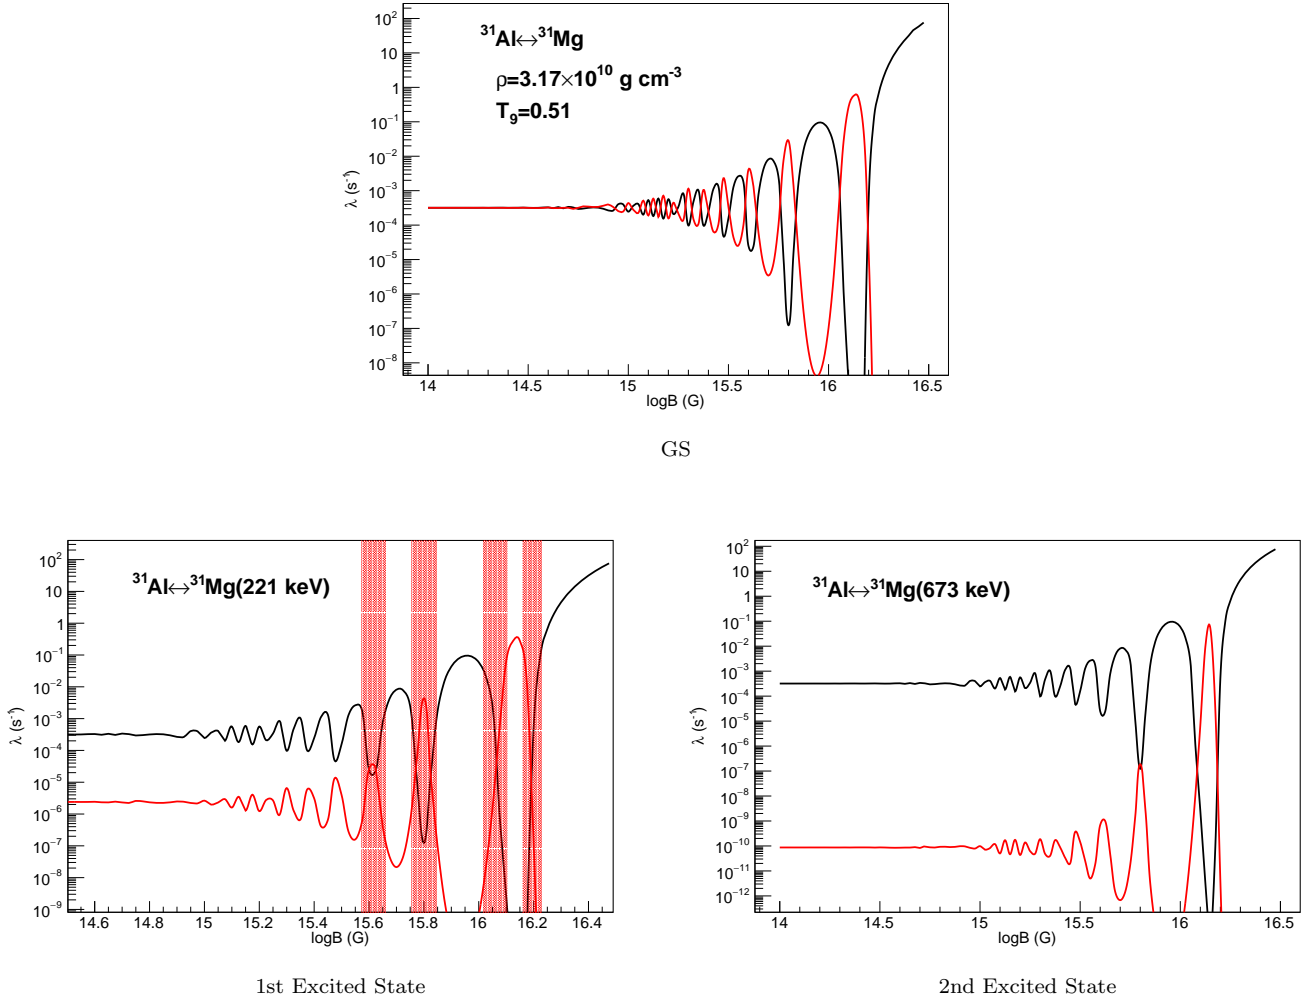 ³¹Al↔³¹Mg
ρ=3.17×10¹⁰ g cm⁻³
T₉=0.51
λ (s⁻¹)
10²
10
1
10⁻¹
10⁻²
10⁻³
10⁻⁴
10⁻⁵
10⁻⁶
10⁻⁷
10⁻⁸
14 14.5 15 15.5 16 16.5
logB (G)
GS
³¹Al↔³¹Mg(221 keV)
λ (s⁻¹)
10²
10
1
10⁻¹
10⁻²
10⁻³
10⁻⁴
10⁻⁵
10⁻⁶
10⁻⁷
10⁻⁸
10⁻⁹
14.6 14.8 15 15.2 15.4 15.6 15.8 16 16.2 16.4
logB (G)
1st Excited State
³¹Al↔³¹Mg(673 keV)
λ (s⁻¹)
10²
10
1
10⁻¹
10⁻²
10⁻³
10⁻⁴
10⁻⁵
10⁻⁶
10⁻⁷
10⁻⁸
10⁻⁹
10⁻¹⁰
10⁻¹¹
10⁻¹²
14 14.5 15 15.5 16 16.5
logB (G)
2nd Excited State